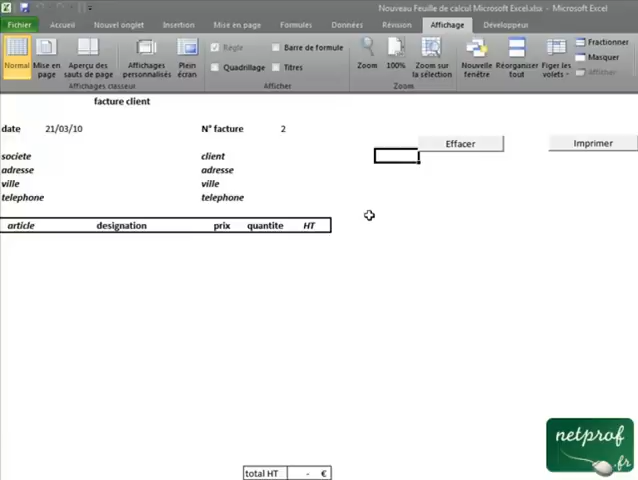 Nouveau Feuille de calcul Microsoft Excel.xlsx - Microsoft Excel
Fichier Accueil Nouvel onglet Insertion Mise en page Formules Données Révision Affichage Développeur
Normal Mise en page Aperçu des sauts de page Affichages personnalisés Plein écran
Règle Barre de formule
Quadrillage Titres
Zoom 100% Zoom sur la sélection
Nouvelle fenêtre Réorganiser tout Figer les volets
Fractionner
Masquer
Afficher
Affichages classeur Afficher Zoom
facture client
date 21/03/10 N° facture 2
Effacer Imprimer
societe client
adresse adresse
ville ville
telephone telephone
article designation prix quantite HT
total HT - €
netprof
.fr